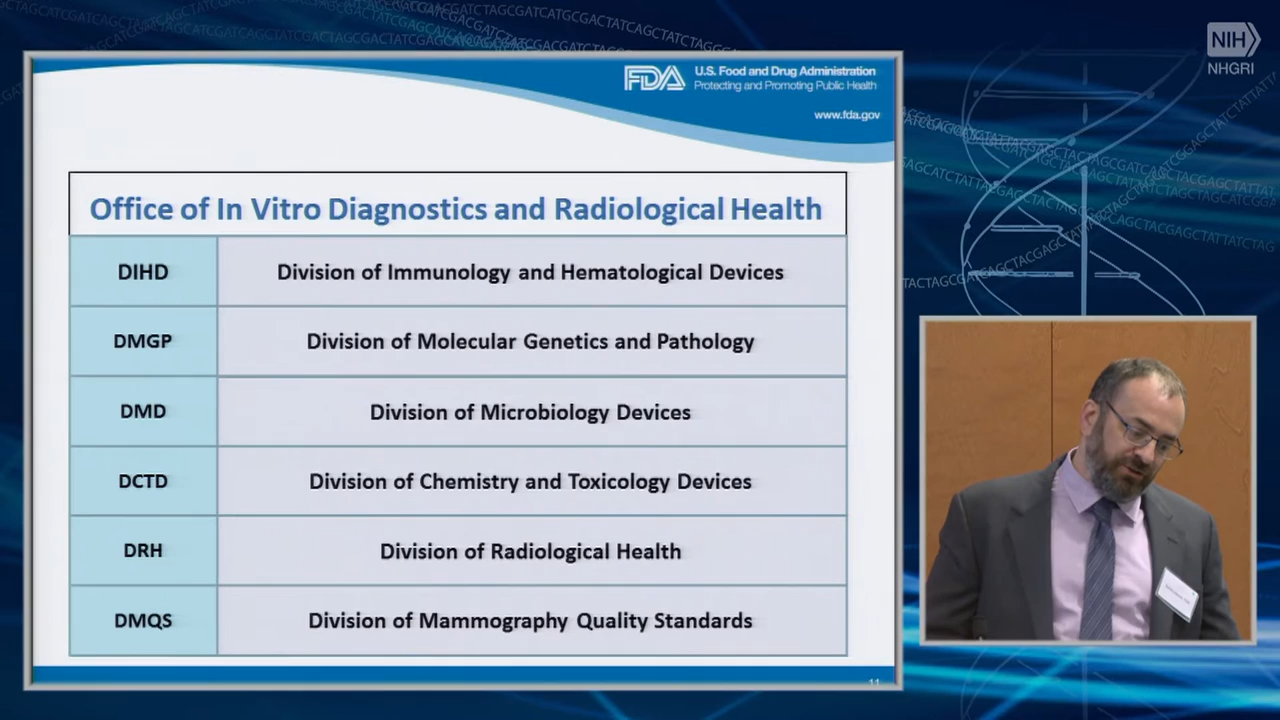 NIH
NHGRI
FDA
U.S. Food and Drug Administration
Protecting and Promoting Public Health
www.fda.gov
Office of In Vitro Diagnostics and Radiological Health
DIHD Division of Immunology and Hematological Devices
DMGP Division of Molecular Genetics and Pathology
DMD Division of Microbiology Devices
DCTD Division of Chemistry and Toxicology Devices
DRH Division of Radiological Health
DMQS Division of Mammography Quality Standards
11